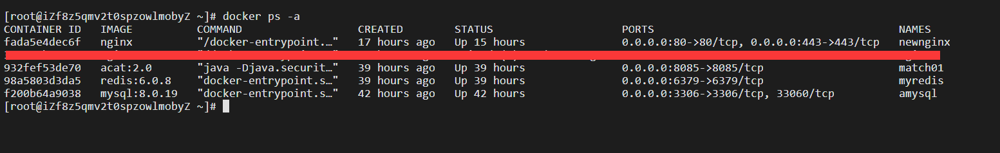 [root@iZf8z5qmv2t0spzowlmobyZ ~]# docker ps -a
CONTAINER ID   IMAGE          COMMAND                  CREATED        STATUS                    PORTS                                      NAMES
fada5e4dec6f   nginx          "/docker-entrypoint.…"   17 hours ago   Up 15 hours               0.0.0.0:80->80/tcp, 0.0.0.0:443->443/tcp   newnginx
932fef53de70   acat:2.0       "java -Djava.securit…"   39 hours ago   Up 39 hours               0.0.0.0:8085->8085/tcp                     match01
98a5803d3da5   redis:6.0.8    "docker-entrypoint.s…"   39 hours ago   Up 39 hours               0.0.0.0:6379->6379/tcp                     myredis
f200b64a9038   mysql:8.0.19   "docker-entrypoint.s…"   42 hours ago   Up 42 hours               0.0.0.0:3306->3306/tcp, 33060/tcp          amysql
[root@iZf8z5qmv2t0spzowlmobyZ ~]#